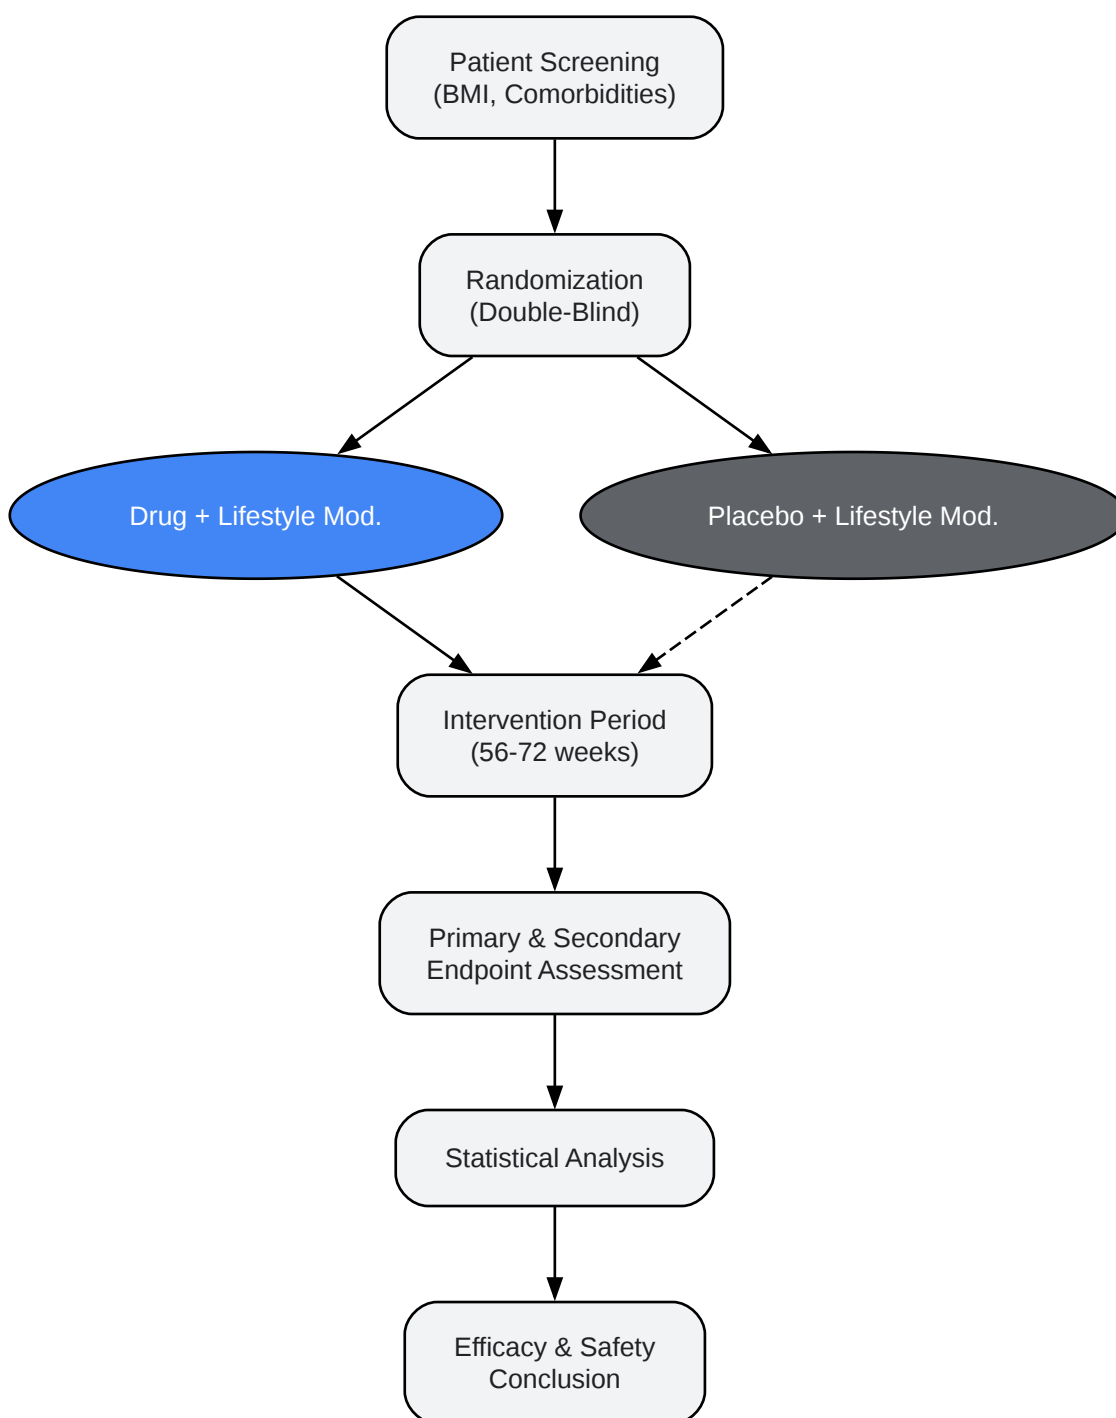 Patient Screening
(BMI, Comorbidities)
Randomization
(Double-Blind)
Drug + Lifestyle Mod.
Placebo + Lifestyle Mod.
Intervention Period
(56-72 weeks)
Primary & Secondary
Endpoint Assessment
Statistical Analysis
Efficacy & Safety
Conclusion